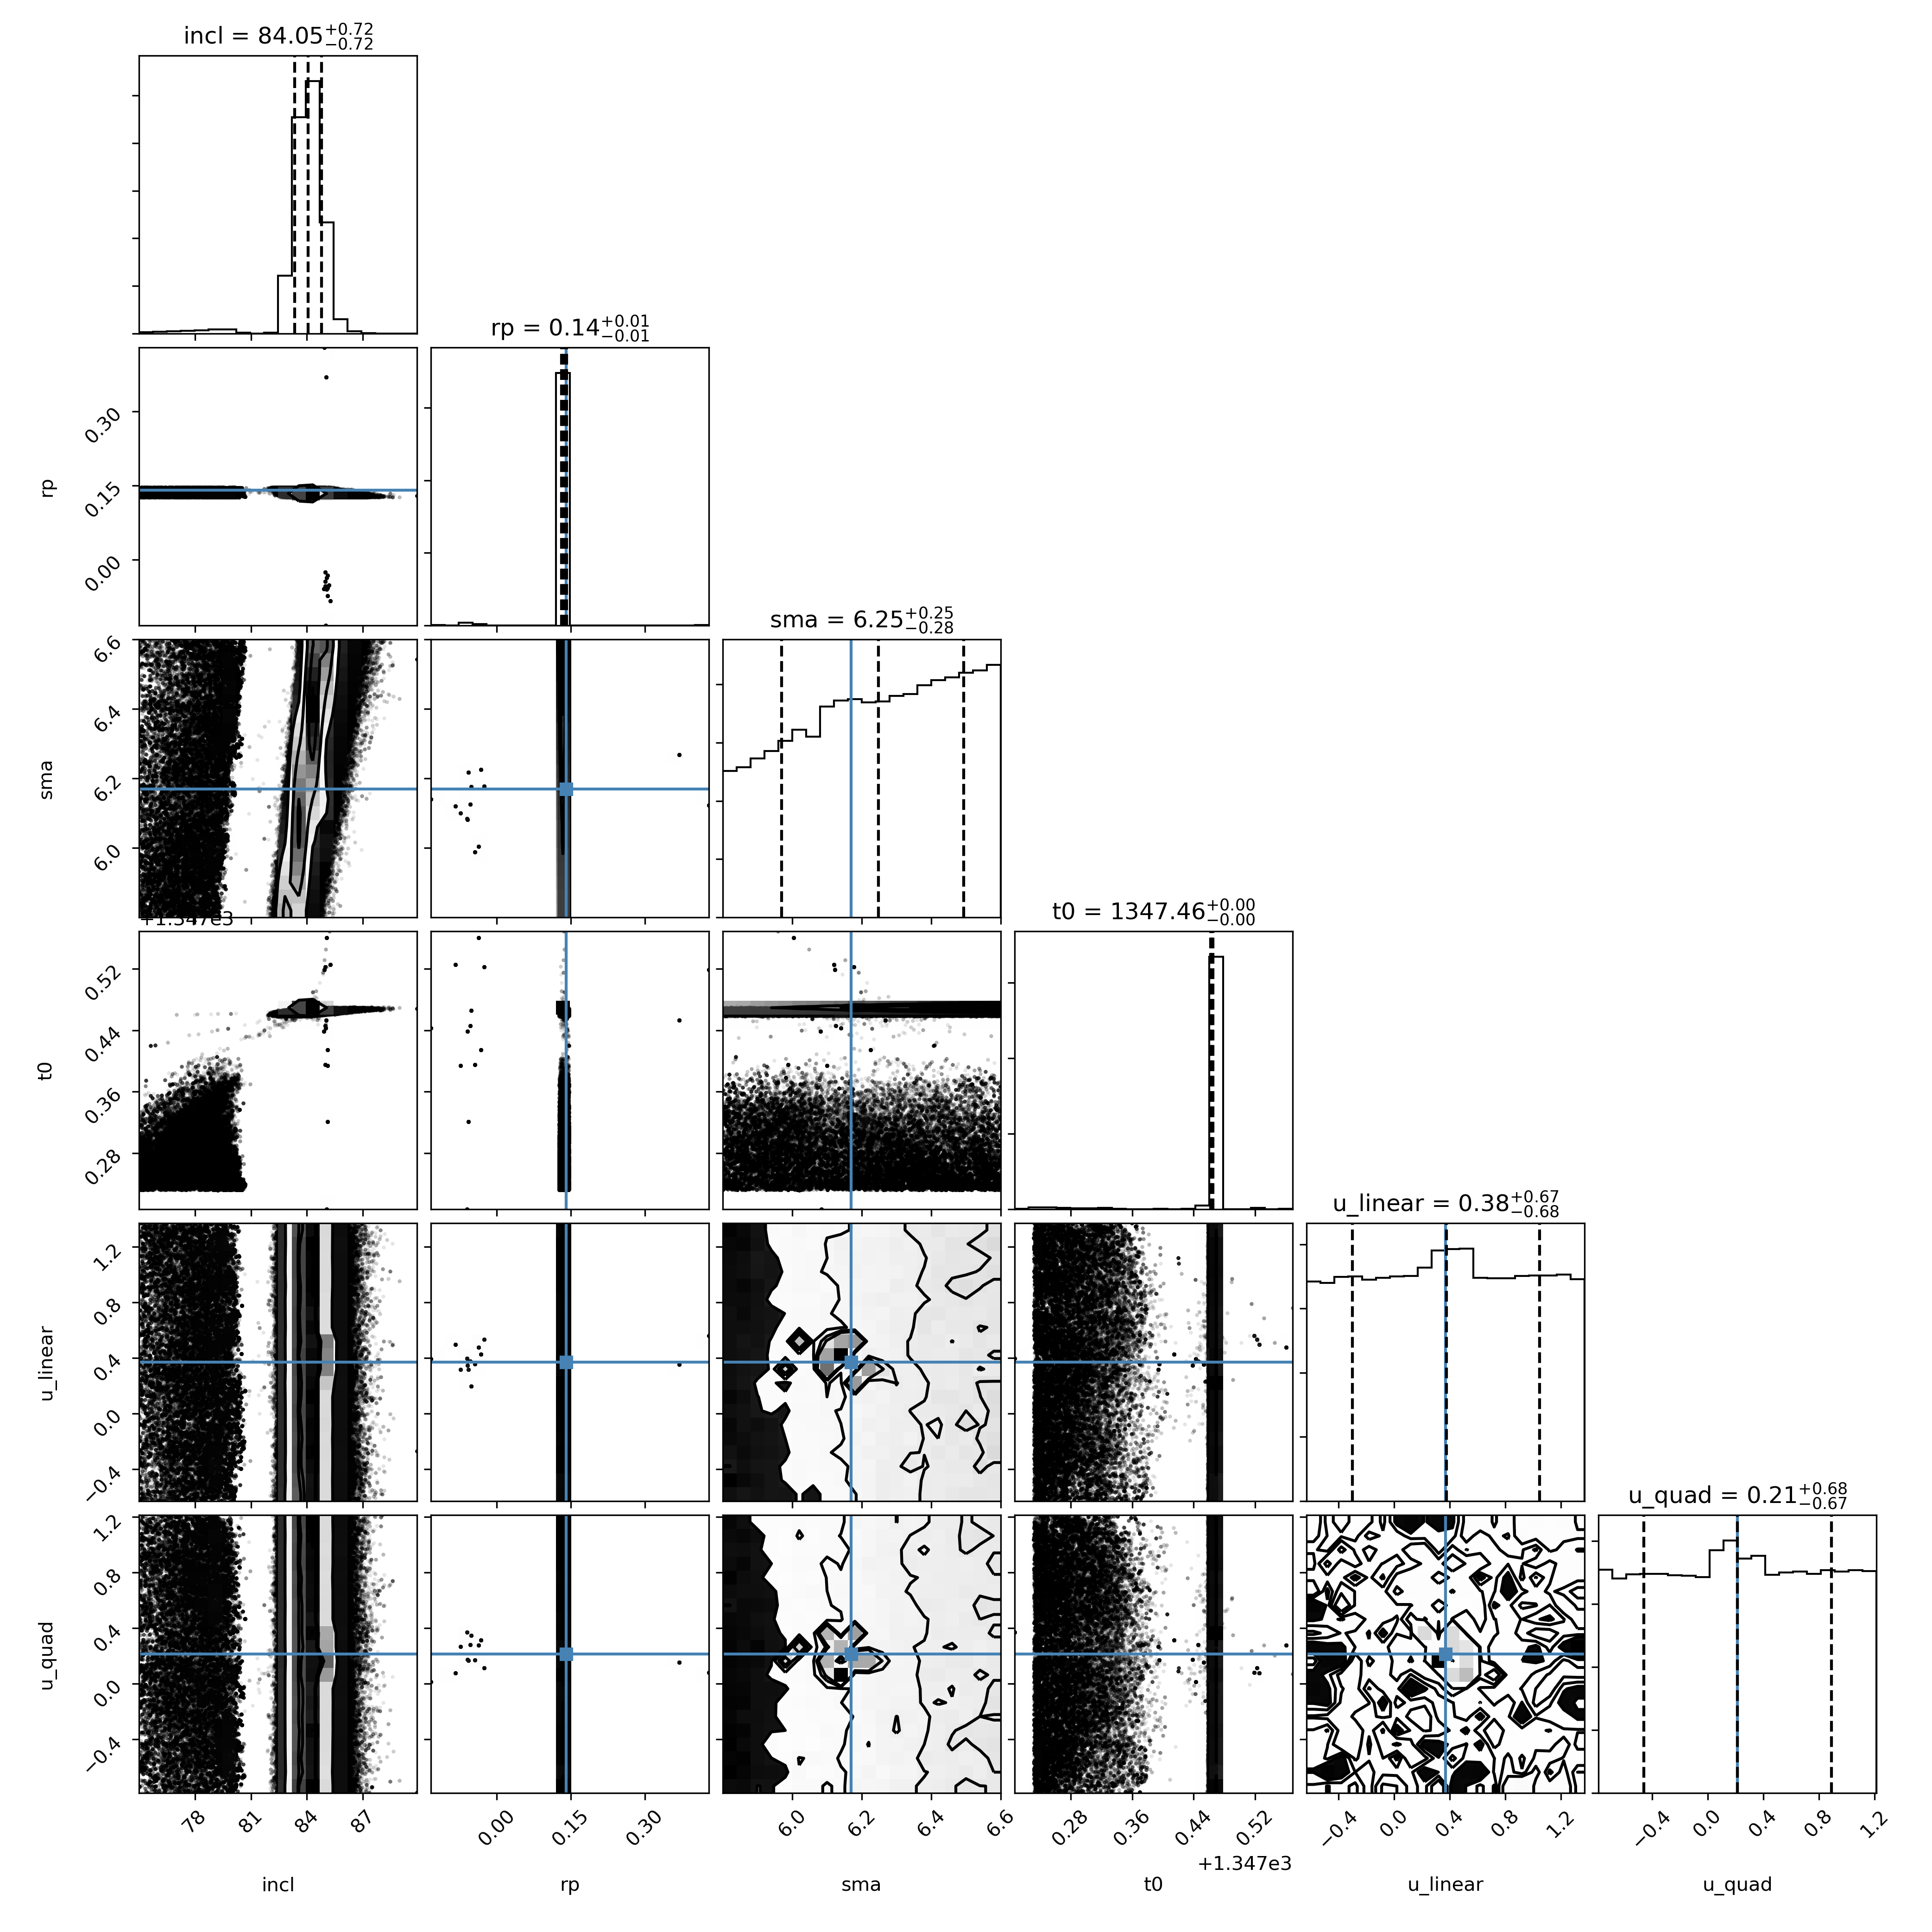 incl = 84.05 +0.72 −0.72
rp = 0.14 +0.01 −0.01
0.30
0.15
0.00
rp
sma = 6.25 +0.25 −0.28
6.6
6.4
6.2
6.0
sma
t0 = 1347.46 +0.00 −0.00
+1.347e3
0.52
0.44
0.36
0.28
t0
u_linear = 0.38 +0.67 −0.68
1.2
0.8
0.4
0.0
−0.4
u_linear
u_quad = 0.21 +0.68 −0.67
1.2
0.8
0.4
0.0
−0.4
u_quad
78 81 84 87
0.00 0.15 0.30
6.0 6.2 6.4 6.6
0.28 0.36 0.44 0.52
−0.4 0.0 0.4 0.8 1.2
−0.4 0.0 0.4 0.8 1.2
+1.347e3
incl rp sma t0 u_linear u_quad